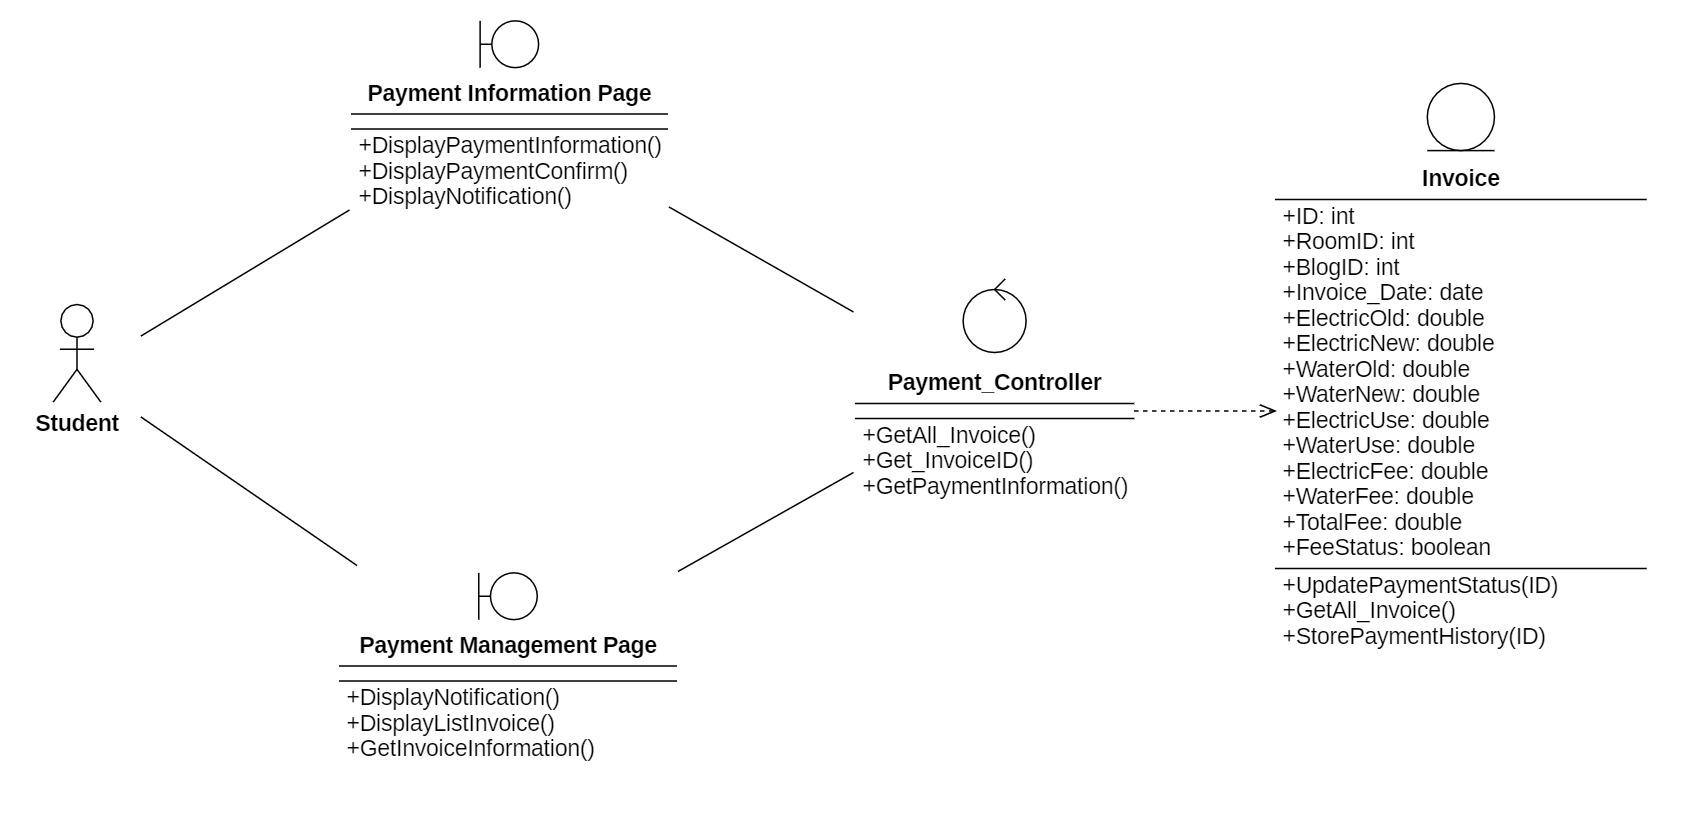 Payment Information Page
+DisplayPaymentInformation()
+DisplayPaymentConfirm()
+DisplayNotification()
Student
Payment Management Page
+DisplayNotification()
+DisplayListInvoice()
+GetInvoiceInformation()
Payment_Controller
+GetAll_Invoice()
+Get_InvoiceID()
+GetPaymentInformation()
Invoice
+ID: int
+RoomID: int
+BlogID: int
+Invoice_Date: date
+ElectricOld: double
+ElectricNew: double
+WaterOld: double
+WaterNew: double
+ElectricUse: double
+WaterUse: double
+ElectricFee: double
+WaterFee: double
+TotalFee: double
+FeeStatus: boolean
+UpdatePaymentStatus(ID)
+GetAll_Invoice()
+StorePaymentHistory(ID)